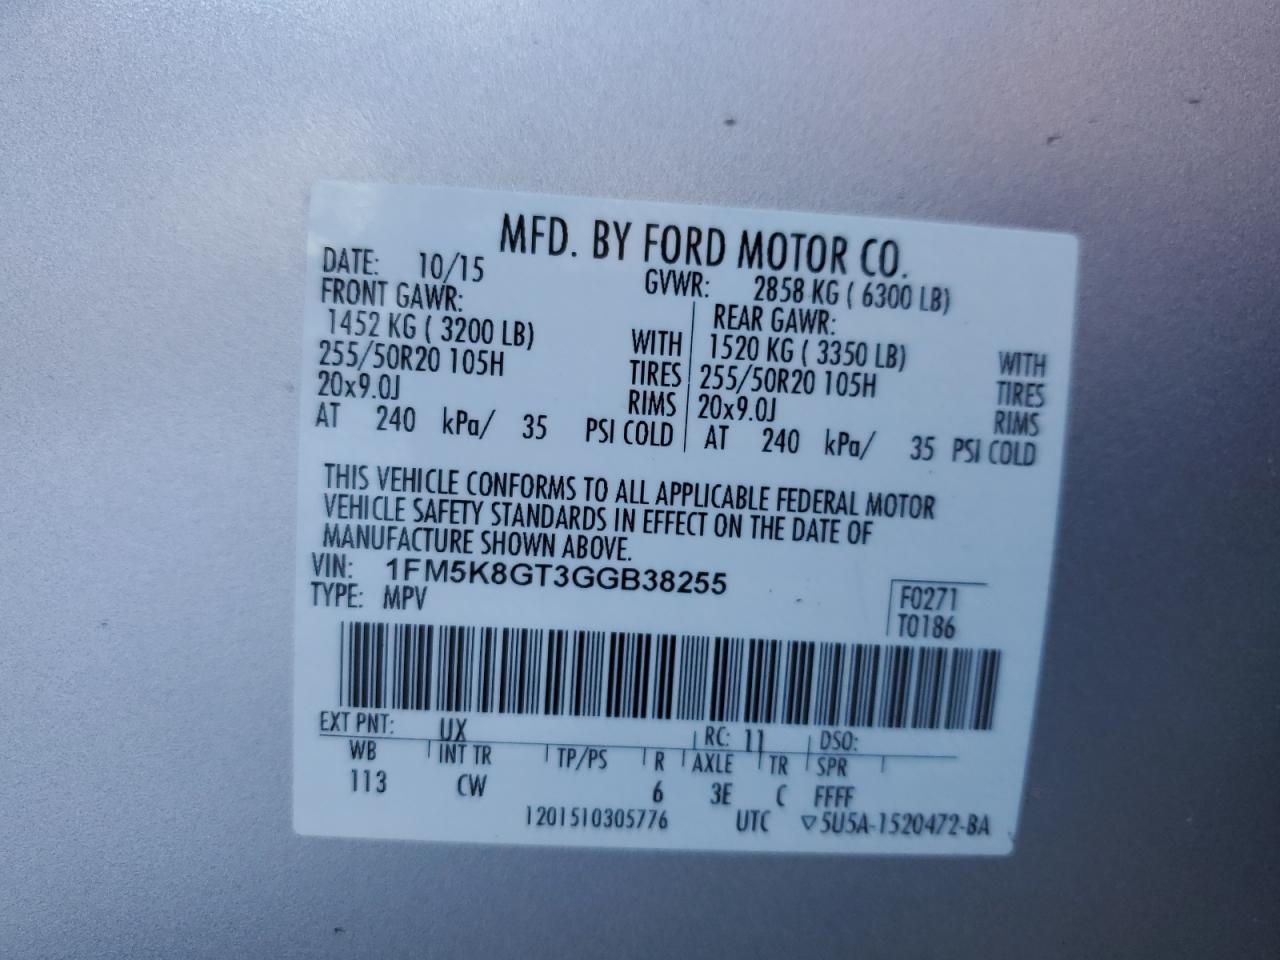 MFD. BY FORD MOTOR CO.
DATE: 10/15 GVWR: 2858 KG ( 6300 LB)
FRONT GAWR: REAR GAWR:
1452 KG ( 3200 LB) WITH 1520 KG ( 3350 LB) WITH
255/50R20 105H TIRES 255/50R20 105H TIRES
20x9.0J RIMS 20x9.0J RIMS
AT 240 kPa/ 35 PSI COLD AT 240 kPa/ 35 PSI COLD
THIS VEHICLE CONFORMS TO ALL APPLICABLE FEDERAL MOTOR
VEHICLE SAFETY STANDARDS IN EFFECT ON THE DATE OF
MANUFACTURE SHOWN ABOVE.
VIN: 1FM5K8GT3GGB38255 F0271
TYPE: MPV T0186
EXT PNT: UX RC: 11 DSO:
WB INT TR TP/PS R AXLE TR SPR
113 CW 6 3E C FFFF
1201510305776 UTC ▽5U5A-1520472-BA